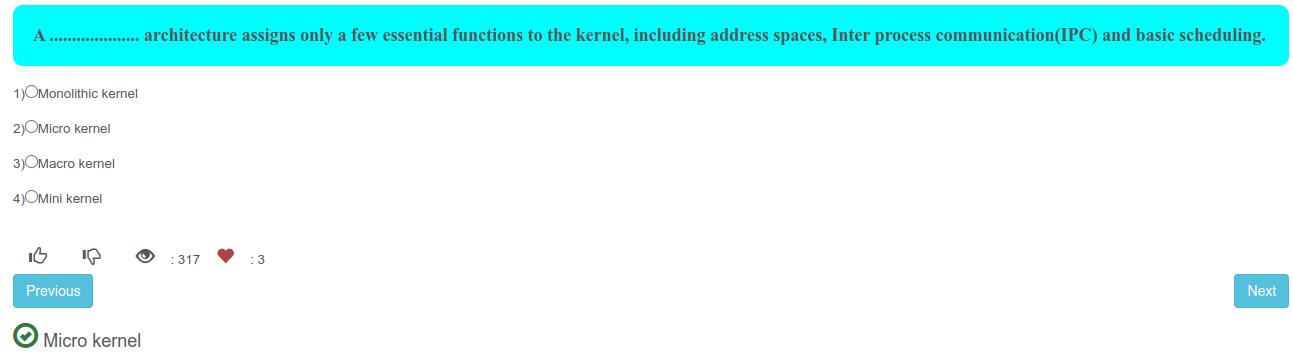 A .................... architecture assigns only a few essential functions to the kernel, including address spaces, Inter process communication(IPC) and basic scheduling.
1)Monolithic kernel
2)Micro kernel
3)Macro kernel
4)Mini kernel
: 317 : 3
Previous Next
Micro kernel